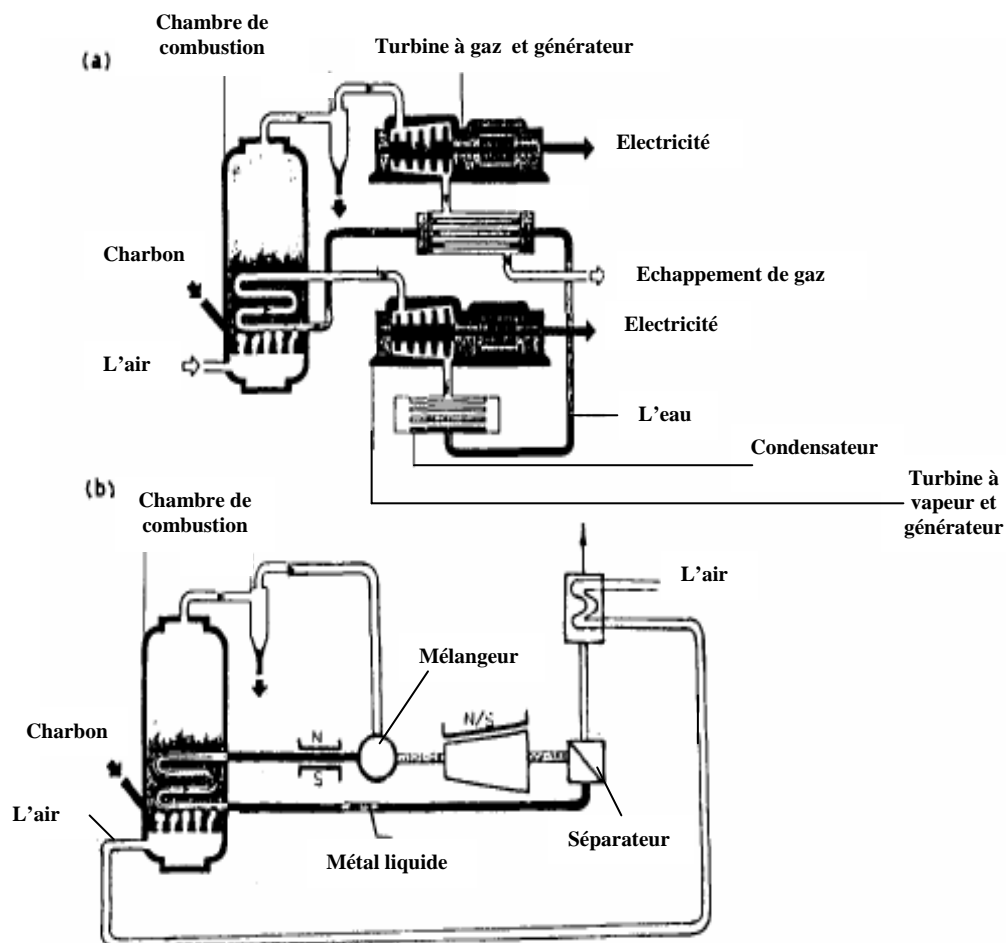 Chambre de
combustion
(a)
Turbine à gaz et générateur
Electricité
Charbon
Echappement de gaz
Electricité
L'air
L'eau
Condensateur
Turbine à
vapeur et
générateur
(b)
Chambre de
combustion
L'air
Mélangeur
N/S
Charbon
N
S
L'air
Séparateur
Métal liquide